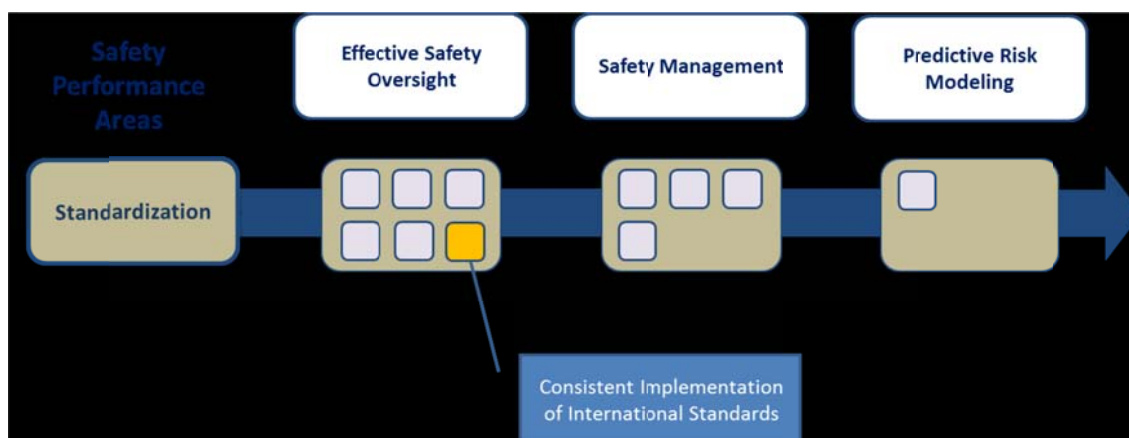 Safety
Performance
Areas
Effective Safety
Oversight
Safety Management
Predictive Risk
Modeling
Standardization
Consistent Implementation
of International Standards